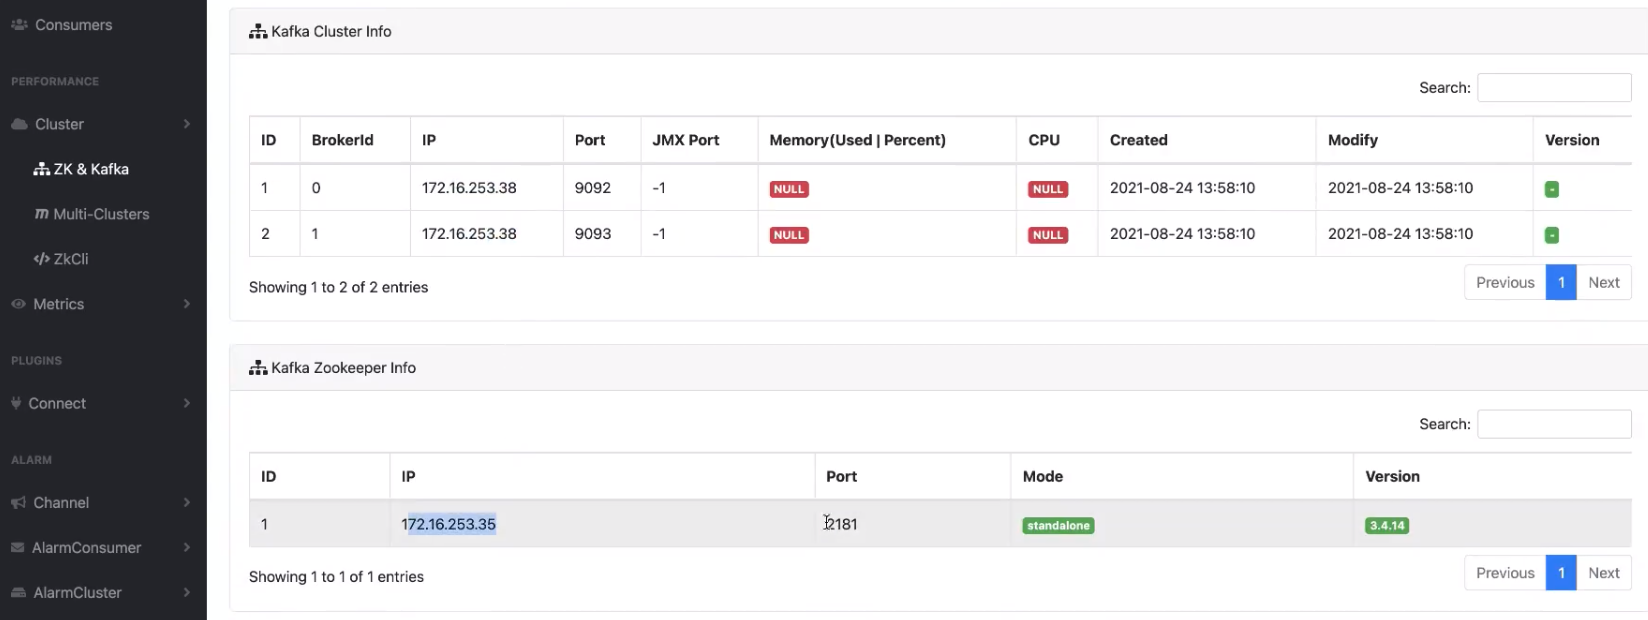 Consumers
PERFORMANCE
Cluster
ZK & Kafka
Multi-Clusters
ZkCli
Metrics
PLUGINS
Connect
ALARM
Channel
AlarmConsumer
AlarmCluster
Kafka Cluster Info
Search:
ID BrokerId IP Port JMX Port Memory(Used | Percent) CPU Created Modify Version
1 0 172.16.253.38 9092 -1 NULL NULL 2021-08-24 13:58:10 2021-08-24 13:58:10 -
2 1 172.16.253.38 9093 -1 NULL NULL 2021-08-24 13:58:10 2021-08-24 13:58:10 -
Showing 1 to 2 of 2 entries
Previous 1 Next
Kafka Zookeeper Info
Search:
ID IP Port Mode Version
1 172.16.253.35 2181 standalone 3.4.14
Showing 1 to 1 of 1 entries
Previous 1 Next